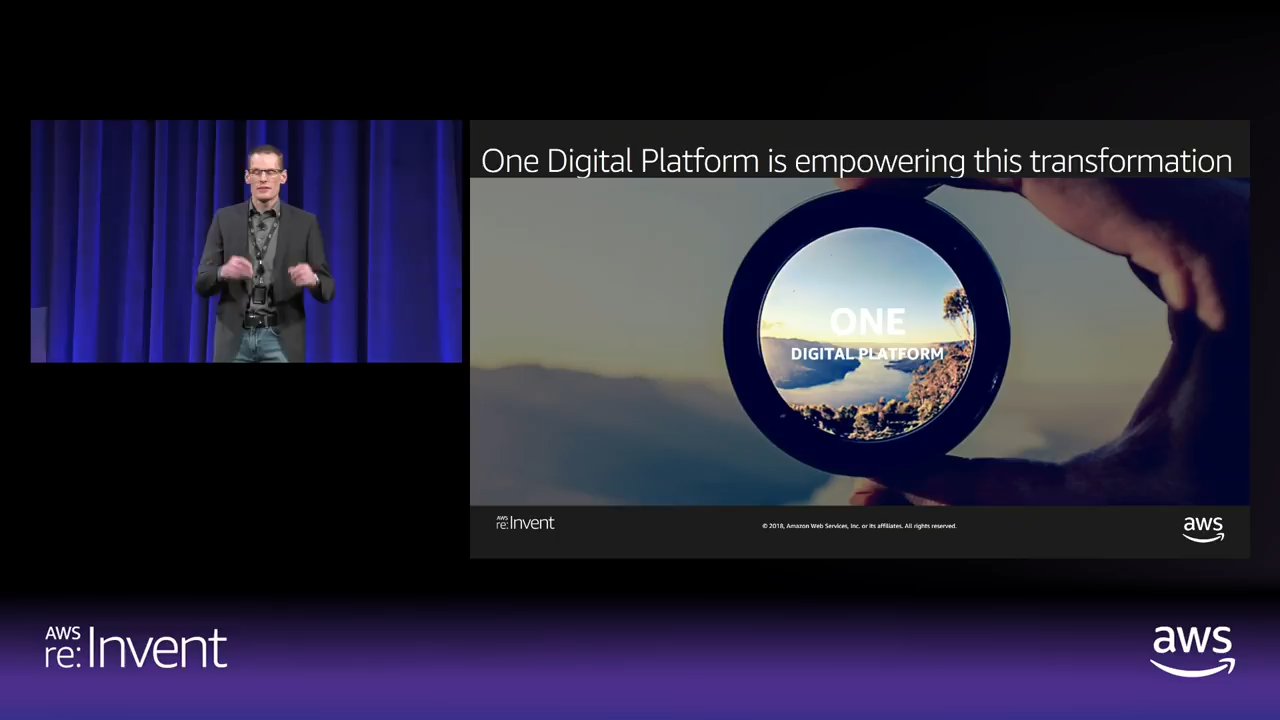 One Digital Platform is empowering this transformation
ONE
DIGITAL PLATFORM
AWS
re:Invent
© 2018, Amazon Web Services, Inc. or its affiliates. All rights reserved.
aws
AWS
re:Invent
aws